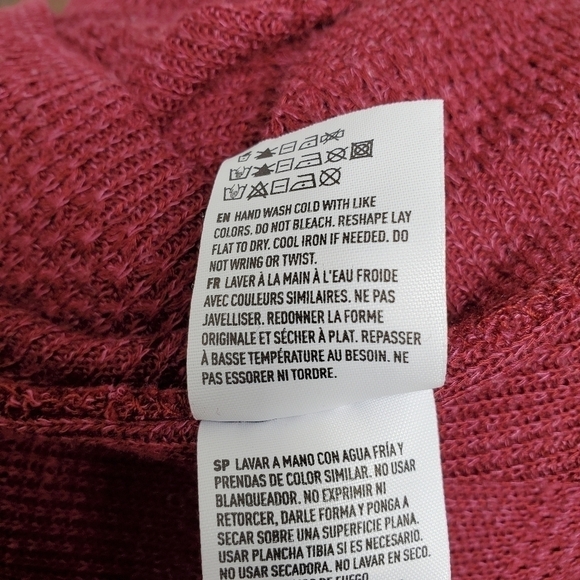 EN HAND WASH COLD WITH LIKE
COLORS. DO NOT BLEACH. RESHAPE LAY
FLAT TO DRY. COOL IRON IF NEEDED. DO
NOT WRING OR TWIST.
FR LAVER À LA MAIN À L'EAU FROIDE
AVEC COULEURS SIMILAIRES. NE PAS
JAVELLISER. REDONNER LA FORME
ORIGINALE ET SÉCHER À PLAT. REPASSER
À BASSE TEMPÉRATURE AU BESOIN. NE
PAS ESSORER NI TORDRE.
SP LAVAR A MANO CON AGUA FRÍA Y
PRENDAS DE COLOR SIMILAR. NO USAR
BLANQUEADOR. NO EXPRIMIR NI
RETORCER, DARLE FORMA Y PONGA A
SECAR SOBRE UNA SUPERFICIE PLANA.
USAR PLANCHA TIBIA SI ES NECESARIO.
NO USAR SECADORA. NO LAVAR EN SECO.
DE FUEGO.